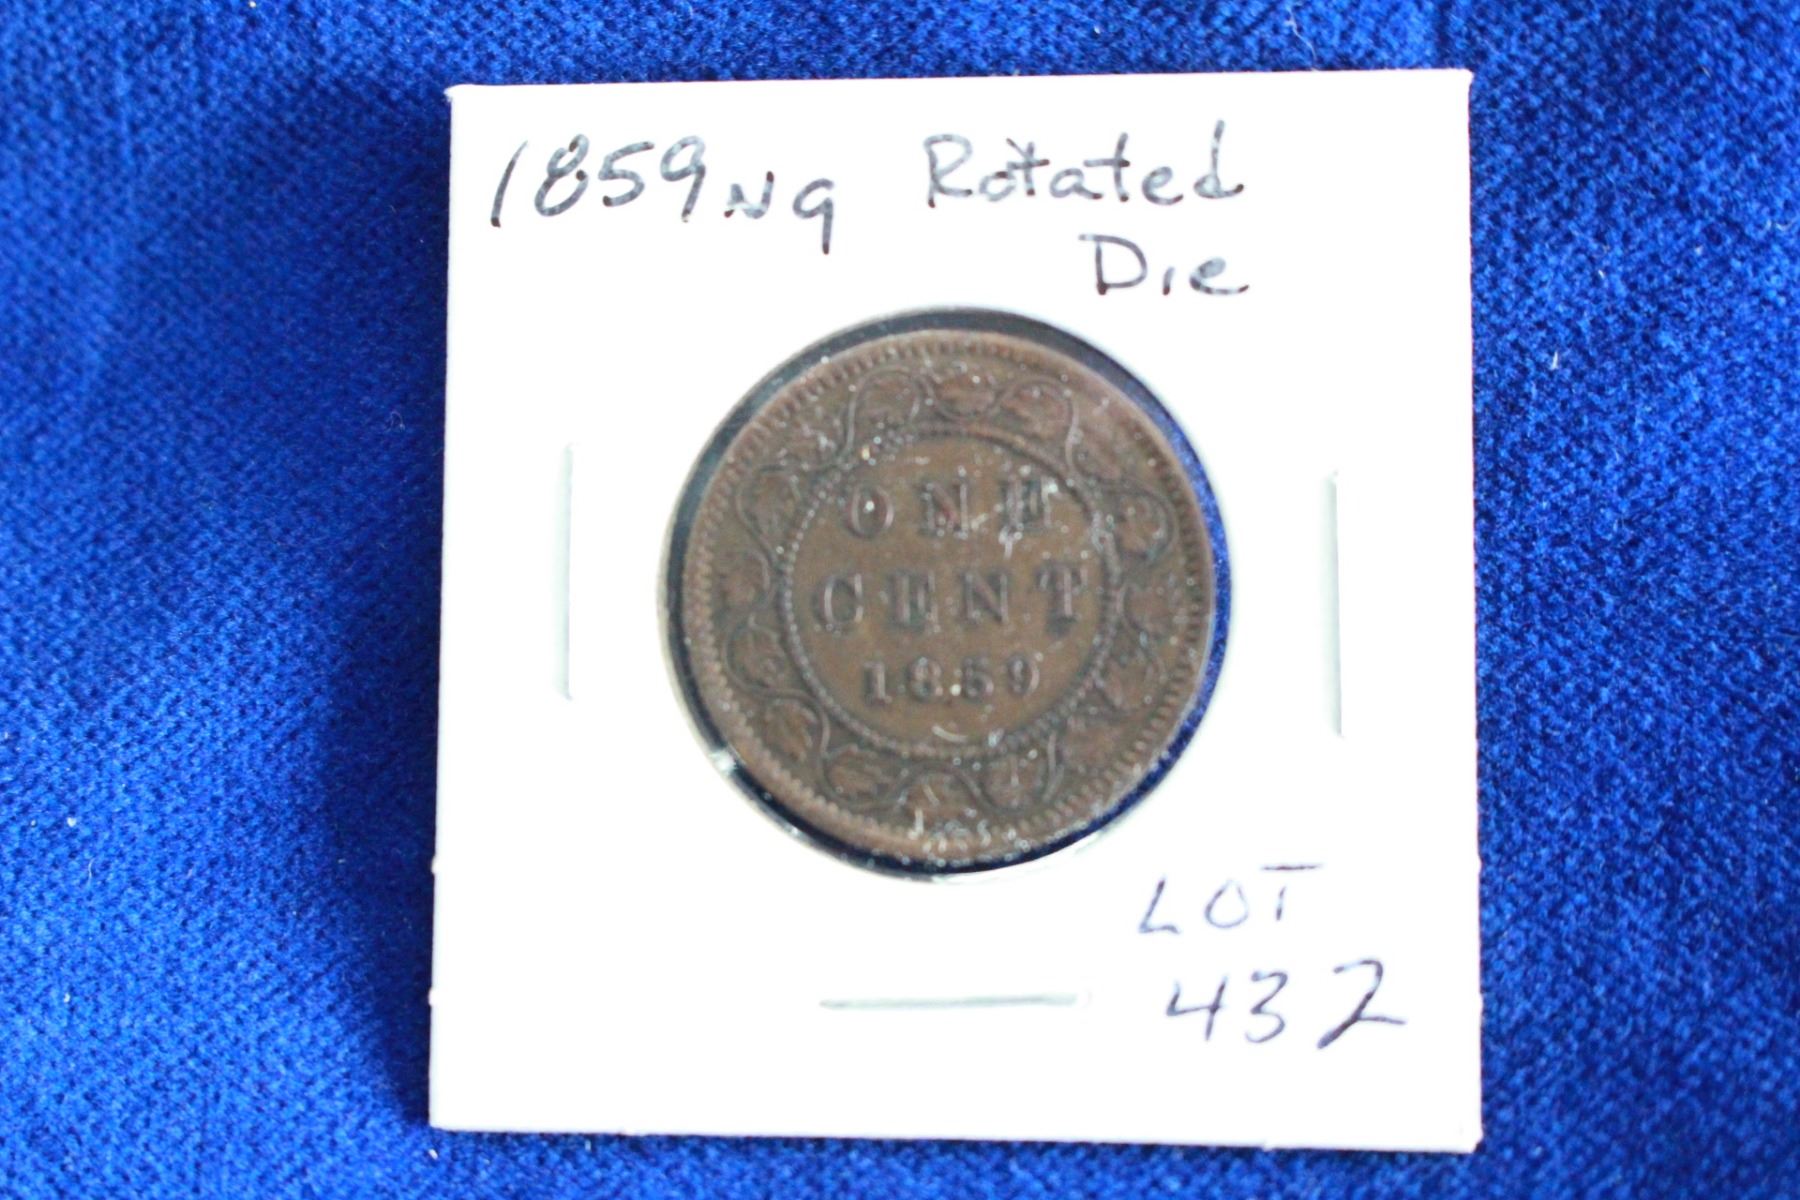 1859 N9 Rotated
Die
ONE
CENT
1859
LOT
432